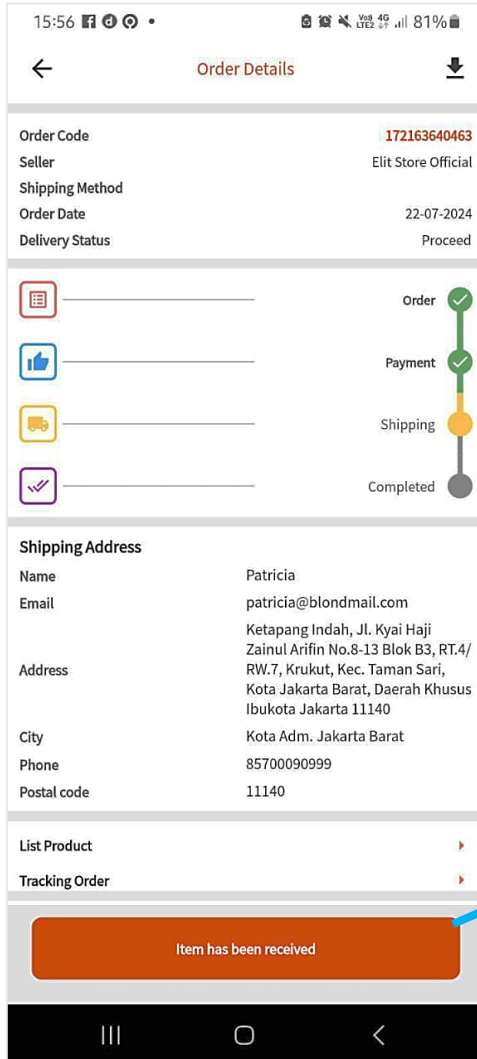 15:56 VoI) LTE2 4G 81%
Order Details
Order Code 172163640463
Seller Elit Store Official
Shipping Method
Order Date 22-07-2024
Delivery Status Proceed
Order
Payment
Shipping
Completed
Shipping Address
Name Patricia
Email patricia@blondmail.com
Address Ketapang Indah, Jl. Kyai Haji
Zainul Arifin No.8-13 Blok B3, RT.4/
RW.7, Krukut, Kec. Taman Sari,
Kota Jakarta Barat, Daerah Khusus
Ibukota Jakarta 11140
City Kota Adm. Jakarta Barat
Phone 85700090999
Postal code 11140
List Product
Tracking Order
Item has been received